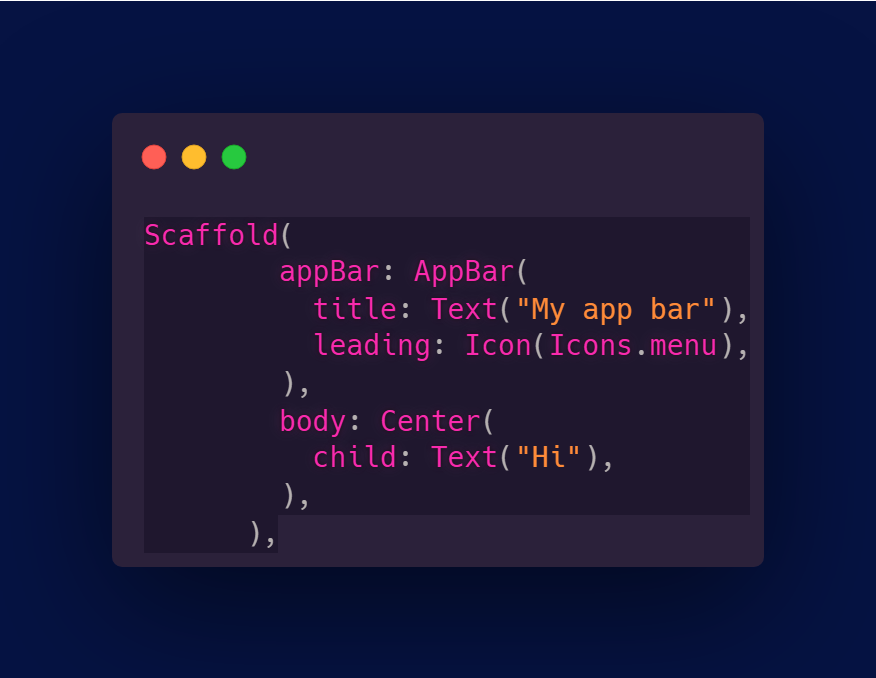 Scaffold(
        appBar: AppBar(
          title: Text("My app bar"),
          leading: Icon(Icons.menu),
        ),
        body: Center(
          child: Text("Hi"),
        ),
      ),